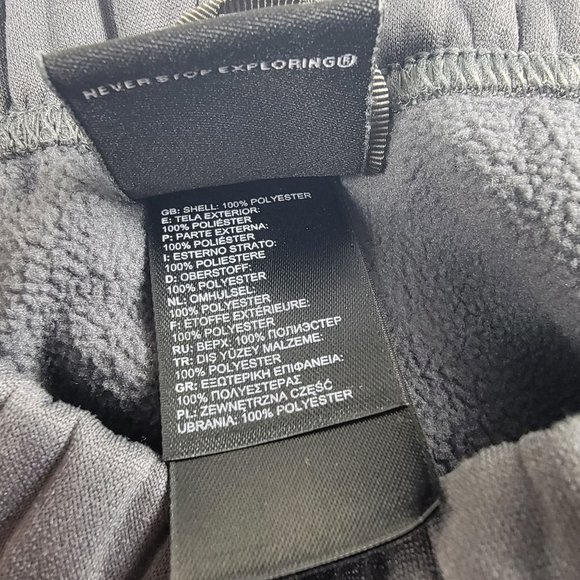 NEVER STOP EXPLORING®
GB: SHELL: 100% POLYESTER
E: TELA EXTERIOR:
100% POLIÉSTER
P: PARTE EXTERNA:
100% POLIÉSTER
I: ESTERNO STRATO:
100% POLIESTERE
D: OBERSTOFF:
100% POLYESTER
NL: OMHULSEL:
100% POLYESTER
F: ÉTOFFE EXTÉRIEURE:
100% POLYESTER
RU: ВЕРХ: 100% ПОЛИЭСТЕР
TR: DIŞ YÜZEY MALZEME:
100% POLYESTER
GR: ΕΞΩΤΕΡΙΚΗ ΕΠΙΦΑΝΕΙΑ:
100% ΠΟΛΥΕΣΤΕΡΑΣ
PL: ZEWNĘTRZNA CZĘŚĆ
UBRANIA: 100% POLYESTER